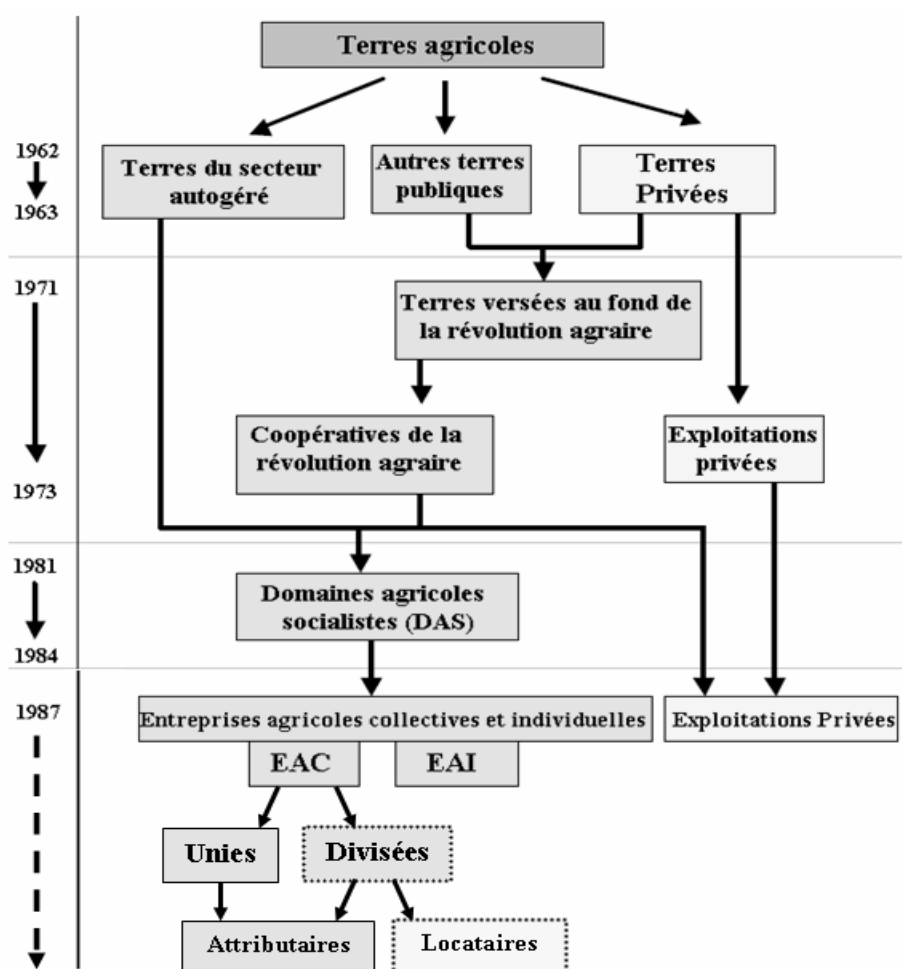 Terres agricoles
1962
1963
Terres du secteur
autogéré
Autres terres
publiques
Terres
Privées
1971
1973
Terres versées au fond de
la révolution agraire
Coopératives de la
révolution agraire
Exploitations
privées
1981
1984
Domaines agricoles
socialistes (DAS)
1987
Entreprises agricoles collectives et individuelles
Exploitations Privées
EAC
EAI
Unies
Divisées
Attributaires
Locataires